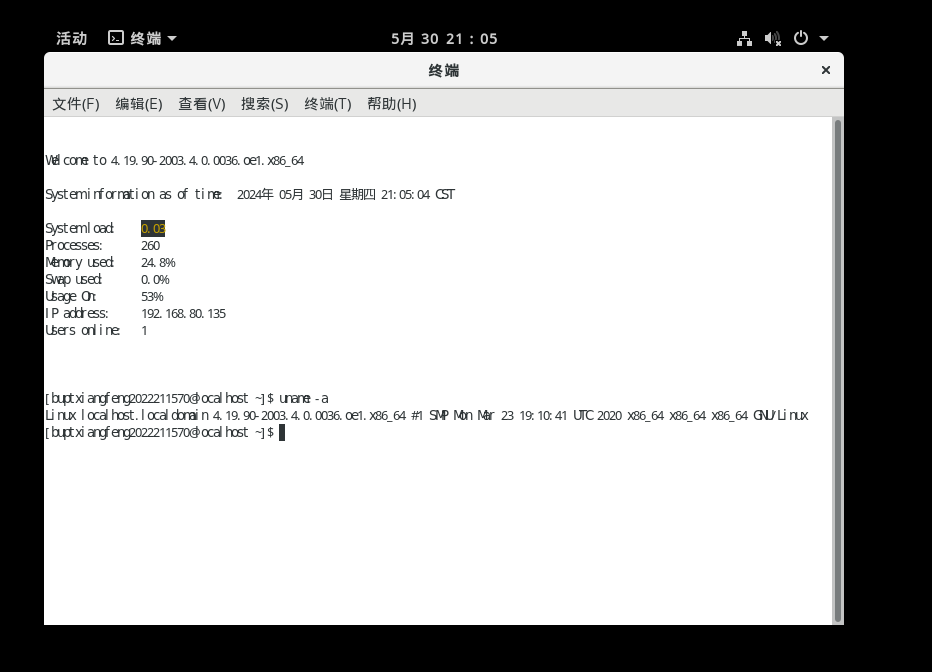 活动 终端 5月 30 21：05
终端
文件(F) 编辑(E) 查看(V) 搜索(S) 终端(T) 帮助(H)
Welcome to 4.19.90-2003.4.0.0036.oe1.x86_64
System information as of time: 2024年 05月 30日 星期四 21:05:04 CST
System load: 0.03
Processes: 260
Memory used: 24.8%
Swap used: 0.0%
Usage On: 53%
IP address: 192.168.80.135
Users online: 1
[buptxiangfeng2022211570@localhost ~]$ uname -a
Linux localhost.localdomain 4.19.90-2003.4.0.0036.oe1.x86_64 #1 SMP Mon Mar 23 19:10:41 UTC 2020 x86_64 x86_64 x86_64 GNU/Linux
[buptxiangfeng2022211570@localhost ~]$